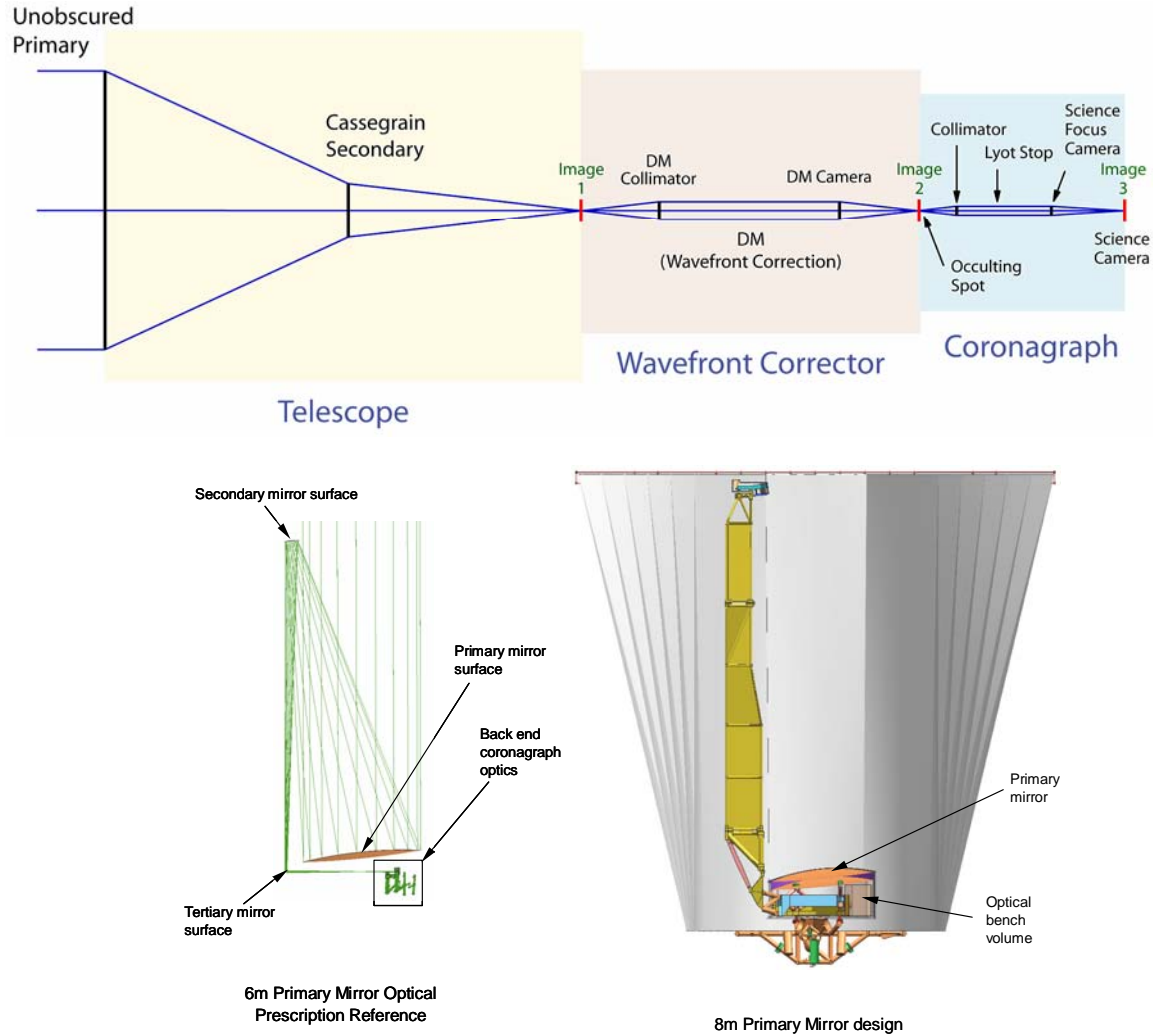 Unobscured
Primary
Cassegrain
Secondary
Image
1
DM
Collimator
DM Camera
DM
(Wavefront Correction)
Image
2
Collimator
Lyot Stop
Science
Focus
Camera
Image
3
Occulting
Spot
Science
Camera
Telescope
Wavefront Corrector
Coronagraph
Secondary mirror surface
Primary mirror
surface
Back end
coronagraph
optics
Tertiary mirror
surface
6m Primary Mirror Optical
Prescription Reference
Primary
mirror
Optical
bench
volume
8m Primary Mirror design